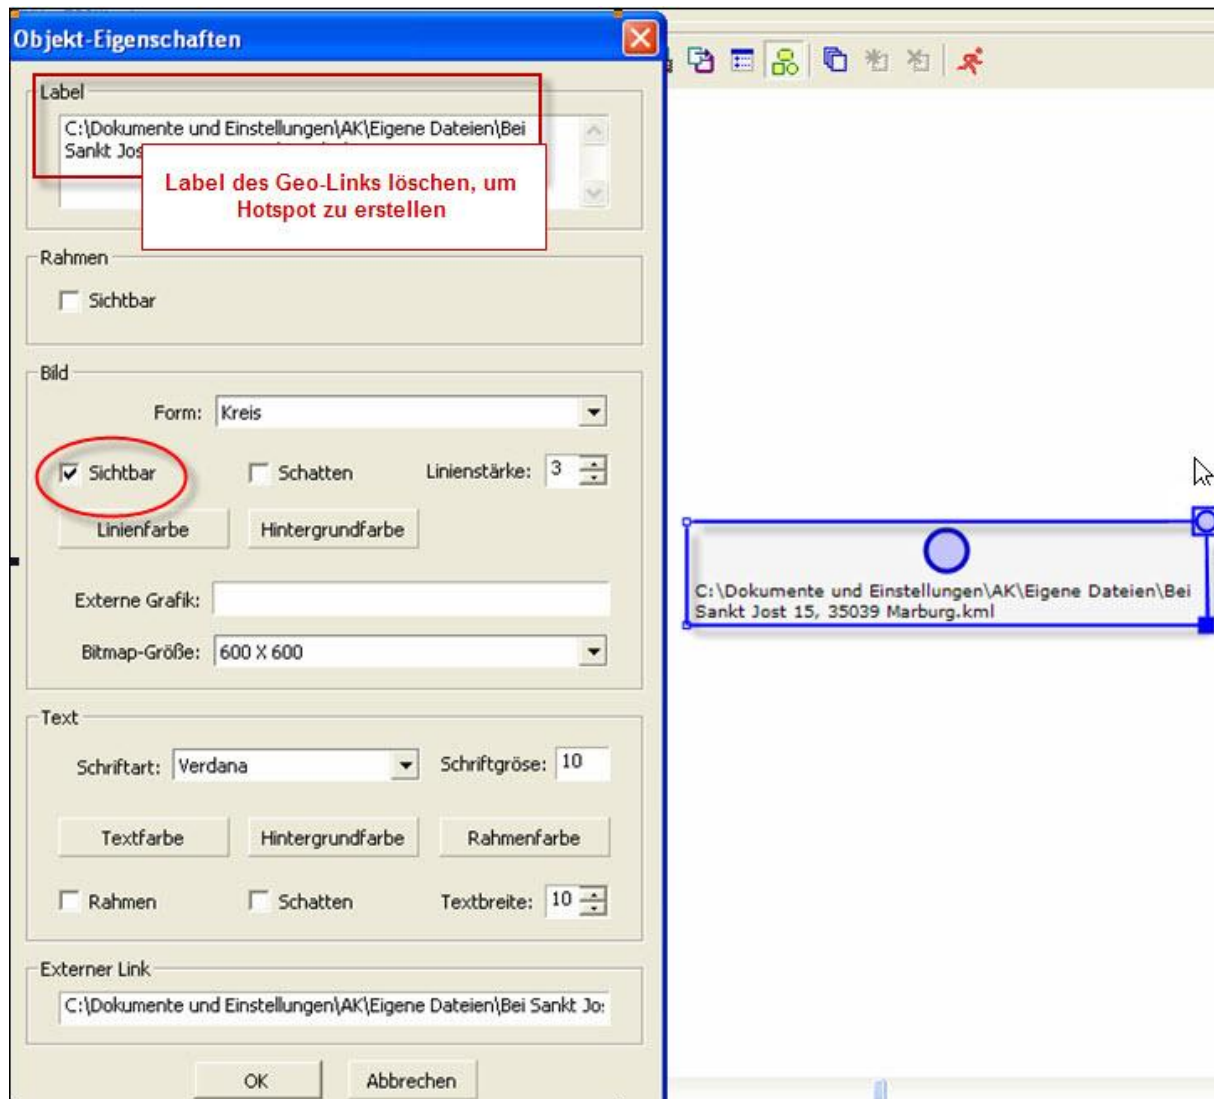 Objekt-Eigenschaften
Label
C:\Dokumente und Einstellungen\AK\Eigene Dateien\Bei
Sankt Jos
Label des Geo-Links löschen, um
Hotspot zu erstellen
Rahmen
Sichtbar
Bild
Form: Kreis
Sichtbar Schatten Linienstärke: 3
Linienfarbe Hintergrundfarbe
Externe Grafik:
Bitmap-Größe: 600 X 600
Text
Schriftart: Verdana Schriftgröse: 10
Textfarbe Hintergrundfarbe Rahmenfarbe
Rahmen Schatten Textbreite: 10
Externer Link
C:\Dokumente und Einstellungen\AK\Eigene Dateien\Bei Sankt Jo
OK Abbrechen
C:\Dokumente und Einstellungen\AK\Eigene Dateien\Bei
Sankt Jost 15, 35039 Marburg.kml